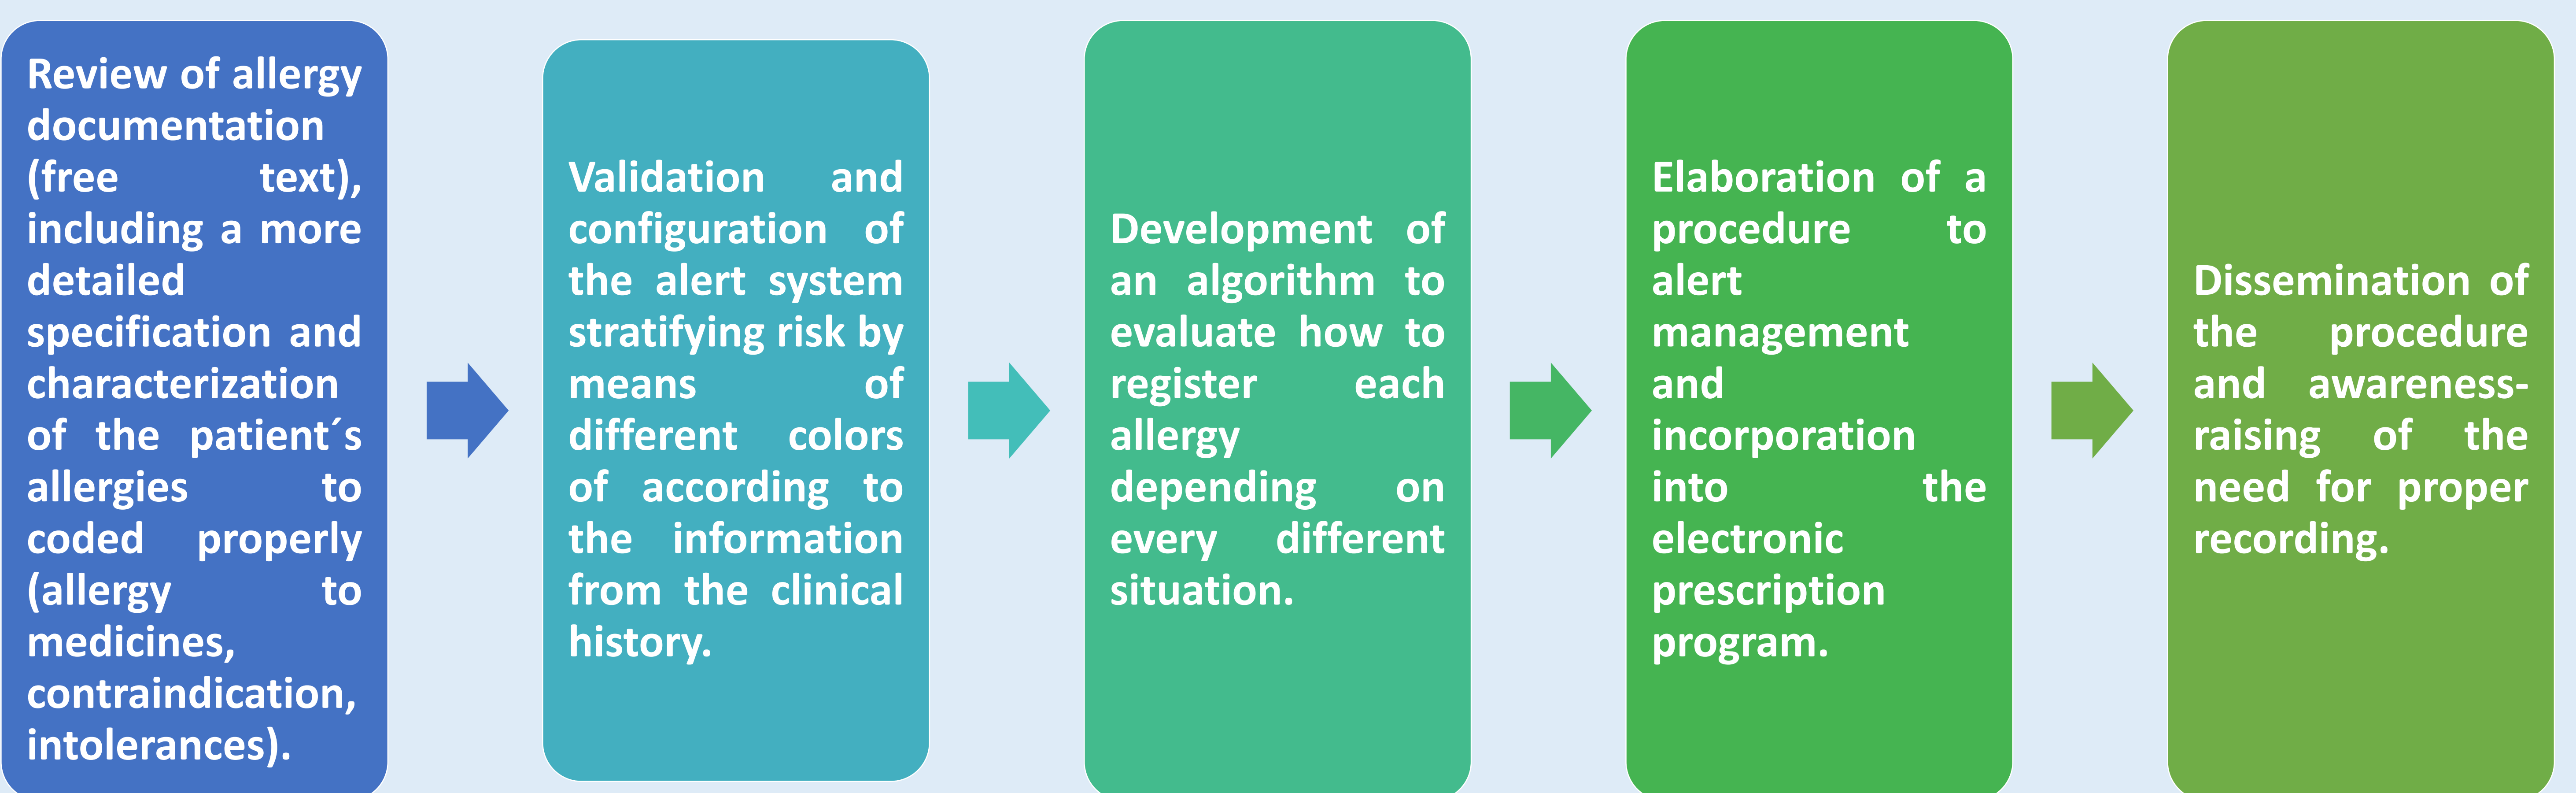 Review of allergy
documentation
(free text),
including a more
detailed
specification and
characterization
of the patient´s
allergies to
coded properly
(allergy to
medicines,
contraindication,
intolerances).
Validation and
configuration of
the alert system
stratifying risk by
means of
different colors
of according to
the information
from the clinical
history.
Development of
an algorithm to
evaluate how to
register each
allergy
depending on
every different
situation.
Elaboration of a
procedure to
alert
management
and
incorporation
into the
electronic
prescription
program.
Dissemination of
the procedure
and awareness-
raising of the
need for proper
recording.